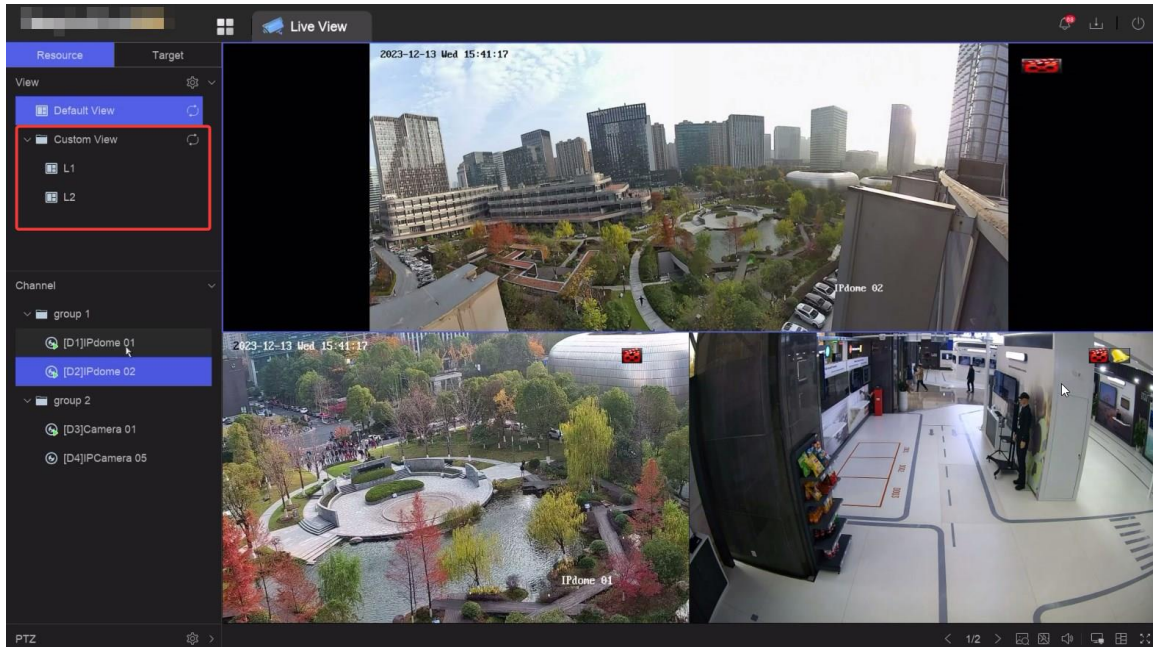 Live View
Resource Target
View
Default View
Custom View
L1
L2
Channel
group 1
[D1]IPdome 01
[D2]IPdome 02
group 2
[D3]Camera 01
[D4]IPCamera 05
PTZ
2023-12-13 Wed 15:41:17
IPdome 02
2023-12-13 Wed 15:41:17
IPdome 01
1/2